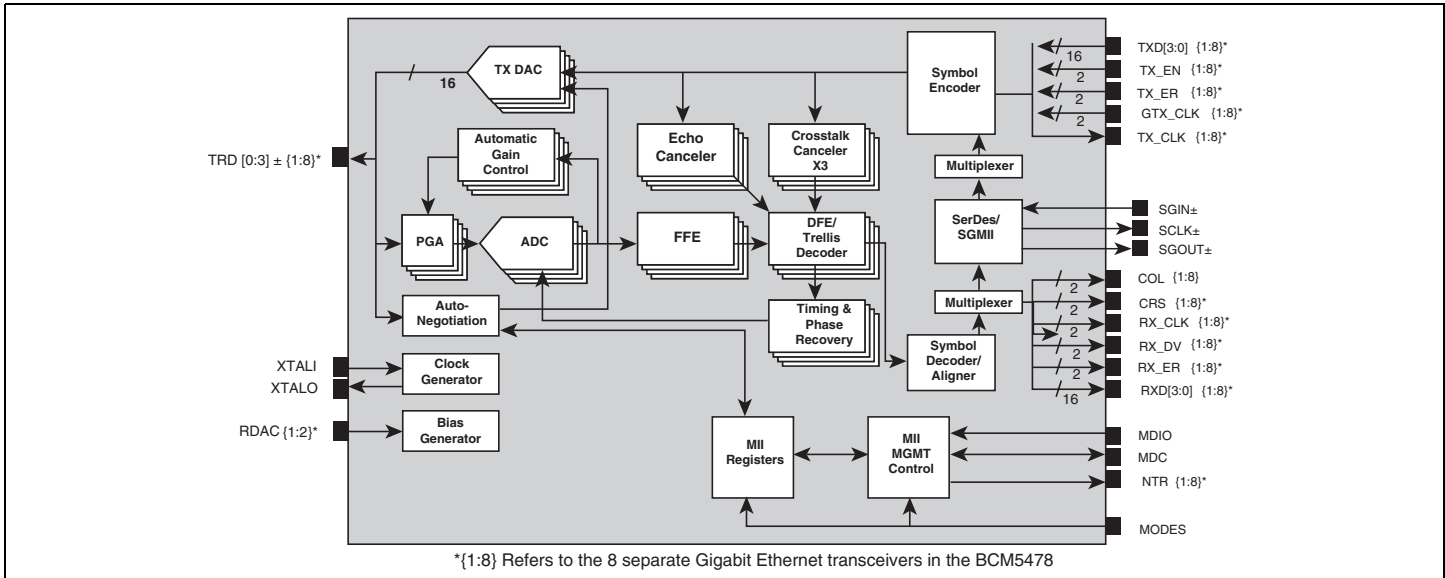 TX DAC
16
Symbol
Encoder
16
TXD[3:0] {1:8}*
2
TX_EN {1:8}*
2
TX_ER {1:8}*
2
GTX_CLK {1:8}*
TX_CLK {1:8}*
TRD [0:3] ± {1:8}*
Automatic
Gain
Control
Echo
Canceler
Crosstalk
Canceler
X3
Multiplexer
PGA
ADC
FFE
DFE/
Trellis
Decoder
SerDes/
SGMII
SGIN±
SCLK±
SGOUT±
Auto-
Negotiation
Timing &
Phase
Recovery
Multiplexer
2
COL {1:8}
2
CRS {1:8}*
2
RX_CLK {1:8}*
2
RX_DV {1:8}*
2
RX_ER {1:8}*
16
RXD[3:0] {1:8}*
XTALI
XTALO
Clock
Generator
Symbol
Decoder/
Aligner
RDAC {1:2}*
Bias
Generator
MII
Registers
MII
MGMT
Control
MDIO
MDC
NTR {1:8}*
MODES
*{1:8} Refers to the 8 separate Gigabit Ethernet transceivers in the BCM5478